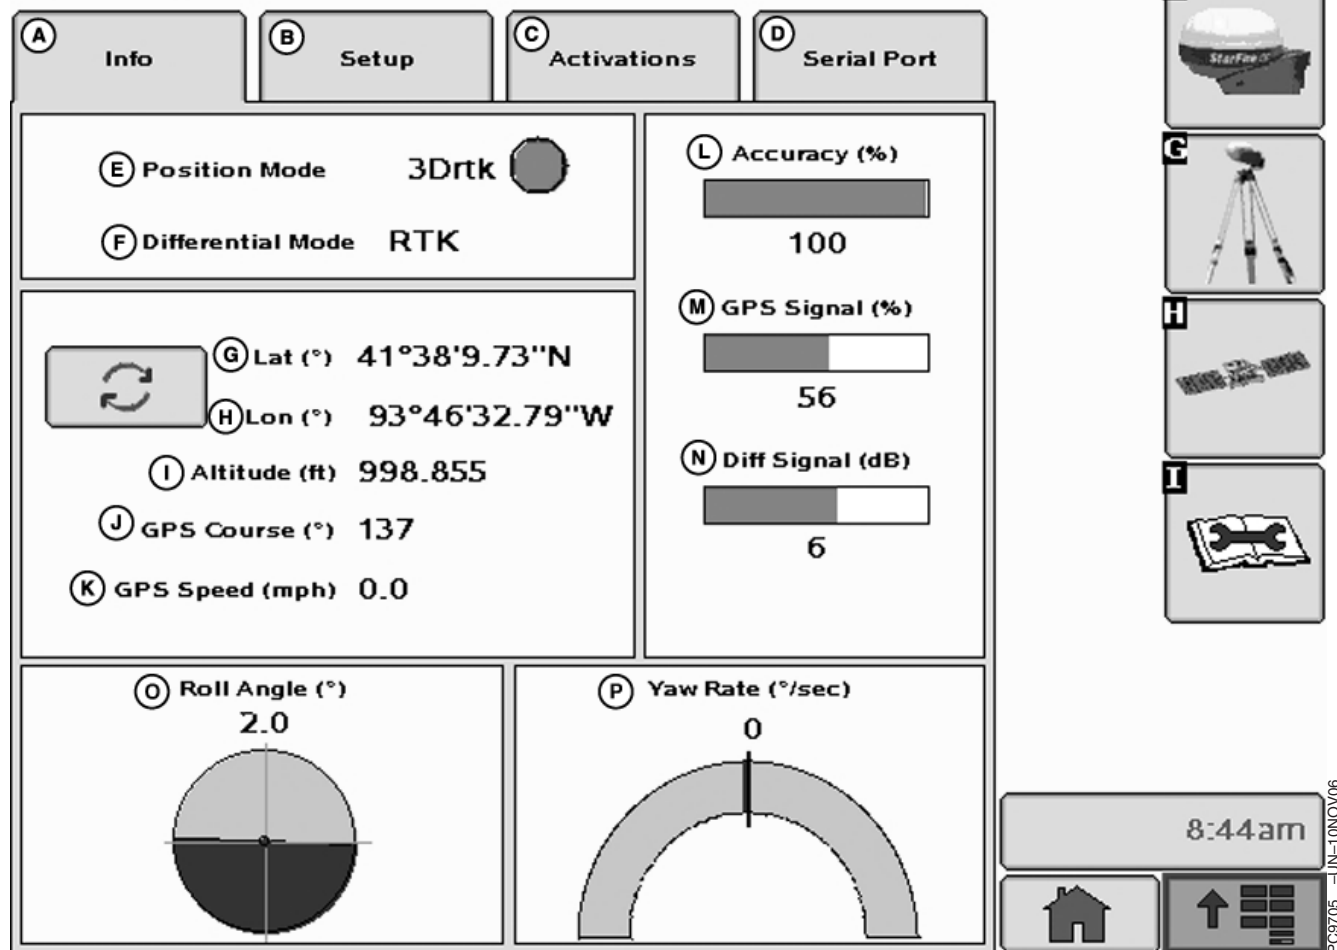 A Info
B Setup
C Activations
D Serial Port
E Position Mode 3Drtk
F Differential Mode RTK
G Lat (°) 41°38'9.73"N
H Lon (°) 93°46'32.79"W
I Altitude (ft) 998.855
J GPS Course (°) 137
K GPS Speed (mph) 0.0
L Accuracy (%)
100
M GPS Signal (%)
56
N Diff Signal (dB)
6
O Roll Angle (°)
2.0
P Yaw Rate (°/sec)
0
G
H
I
8:44am